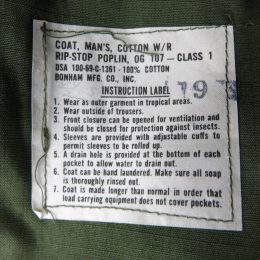 COAT, MAN'S, COTTON W/R
RIP-STOP POPLIN, OG 107 — CLASS 1
DSA 100-69-C-1361 - 100% COTTON
BONHAM MFG. CO., INC.
INSTRUCTION LABEL
19
1. Wear as outer garment in tropical areas.
2. Wear outside of trousers.
3. Front closure can be opened for ventilation and
should be closed for protection against insects.
4. Sleeves are provided with adjustable cuffs to
permit sleeves to be rolled up.
5. A drain hole is provided at the bottom of each
pocket to allow water to drain out.
6. Coat can be hand laundered. Make sure all soap
is thoroughly rinsed out.
7. Coat is made longer than normal in order that
load carrying equipment does not cover pockets.